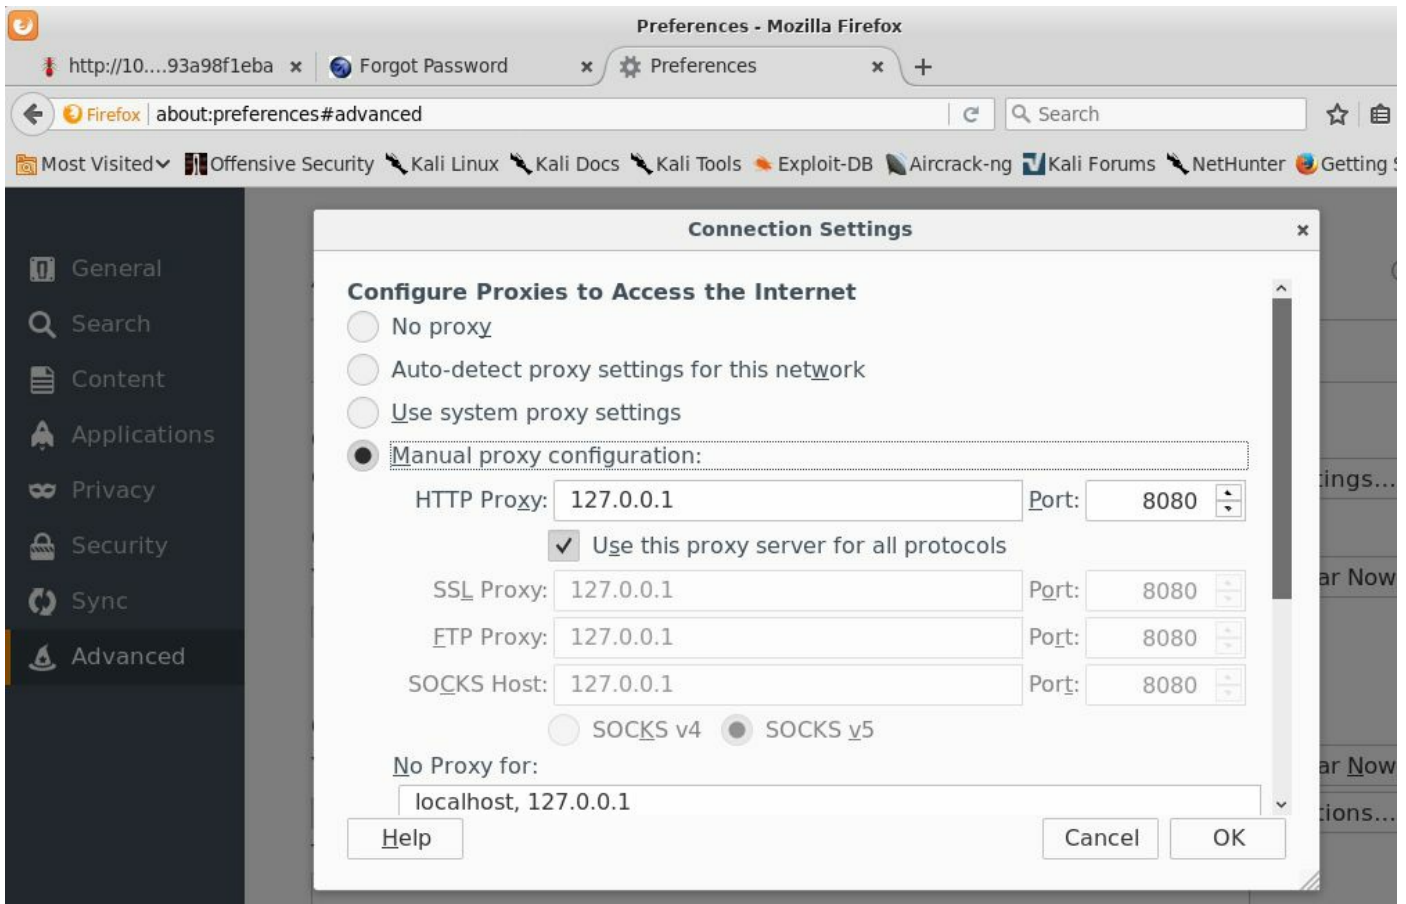 Preferences - Mozilla Firefox
http://10....93a98f1eba × Forgot Password × Preferences × +
Firefox about:preferences#advanced Search
Most Visited Offensive Security Kali Linux Kali Docs Kali Tools Exploit-DB Aircrack-ng Kali Forums NetHunter Getting
General
Search
Content
Applications
Privacy
Security
Sync
Advanced
Connection Settings ×
Configure Proxies to Access the Internet
No proxy
Auto-detect proxy settings for this network
Use system proxy settings
Manual proxy configuration:
HTTP Proxy: 127.0.0.1 Port: 8080
Use this proxy server for all protocols
SSL Proxy: 127.0.0.1 Port: 8080
FTP Proxy: 127.0.0.1 Port: 8080
SOCKS Host: 127.0.0.1 Port: 8080
SOCKS v4 SOCKS v5
No Proxy for:
localhost, 127.0.0.1
Help Cancel OK
tings...
ar Now
ar Now
tions...